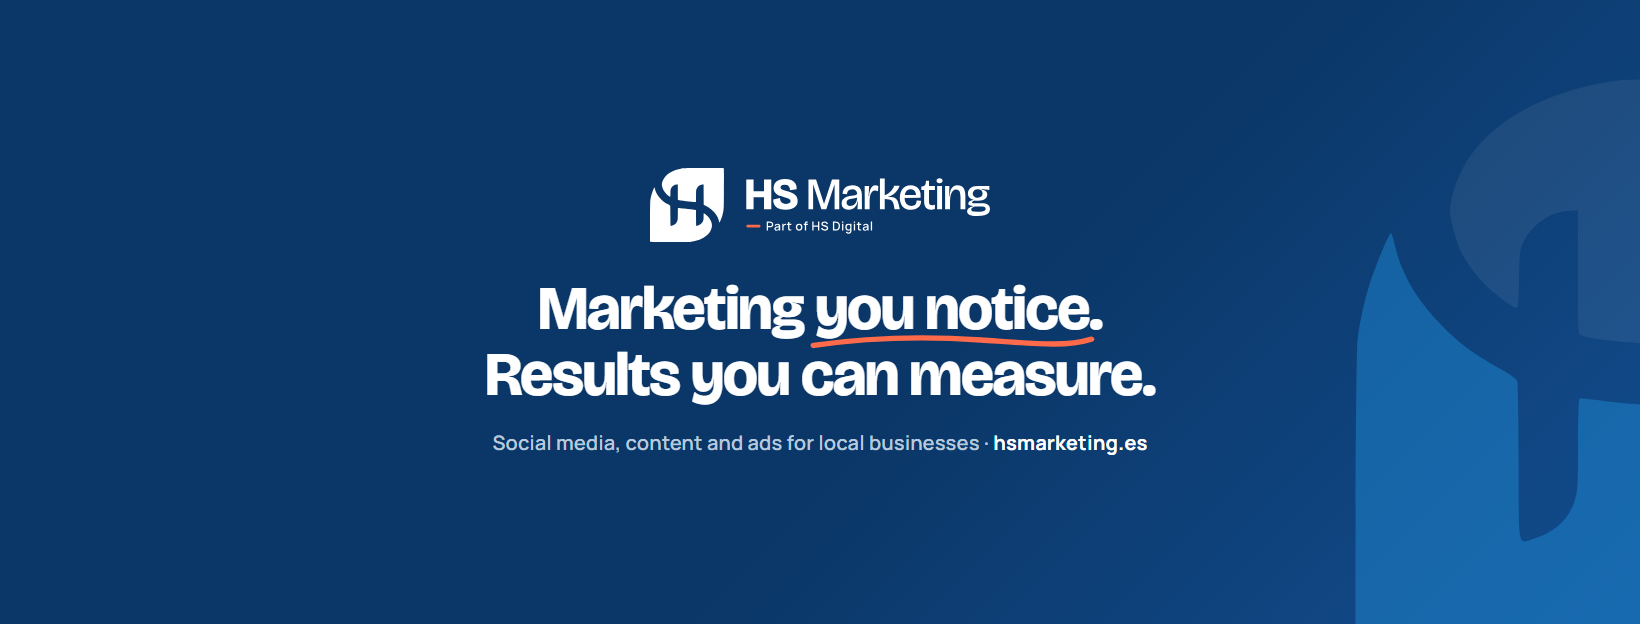 HS Marketing
Part of HS Digital
Marketing you notice.
Results you can measure.
Social media, content and ads for local businesses · hsmarketing.es